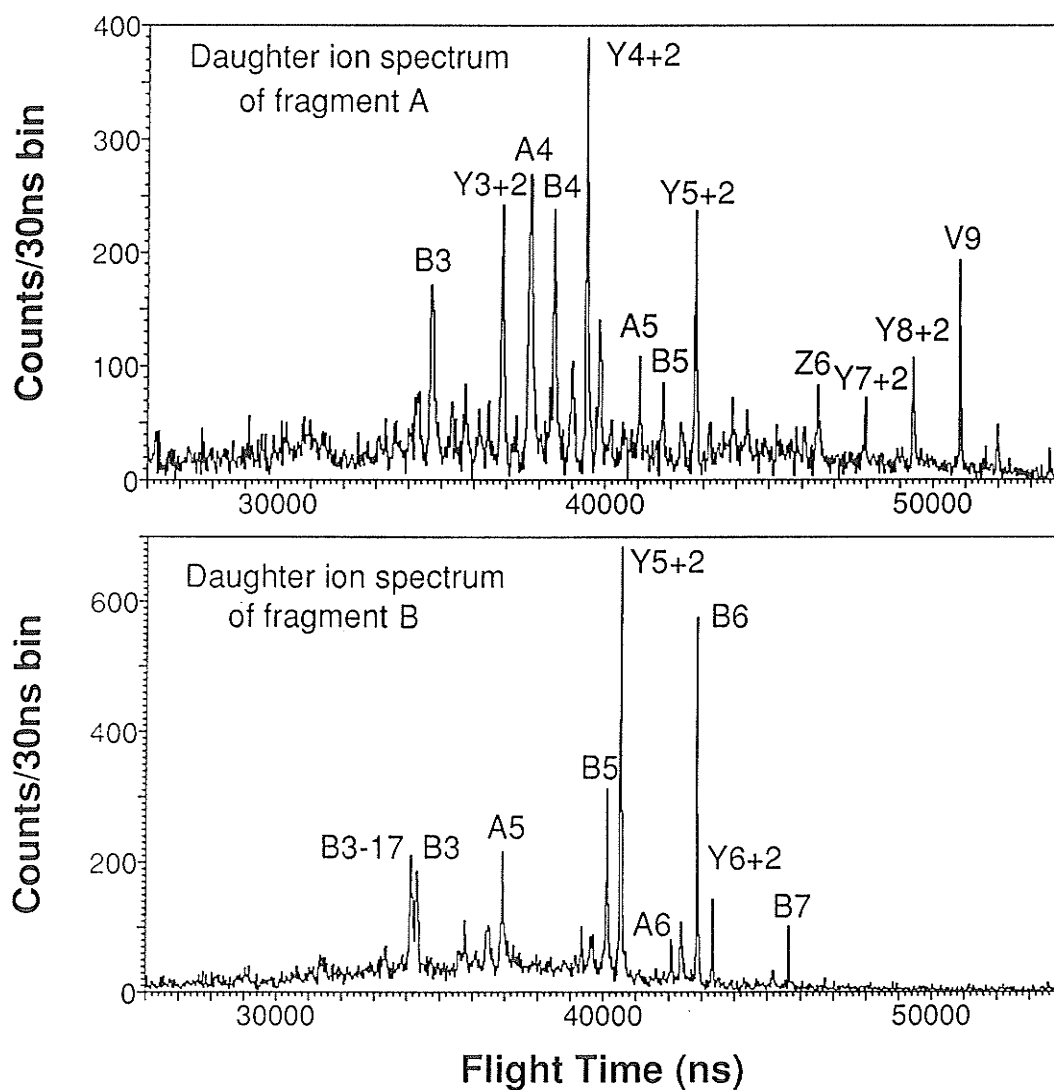 Counts/30ns bin
400
300
200
100
0
Daughter ion spectrum
of fragment A
B3
Y3+2
A4
B4
Y4+2
A5
B5
Y5+2
Z6
Y7+2
Y8+2
V9
30000
40000
50000
Counts/30ns bin
600
400
200
0
Daughter ion spectrum
of fragment B
B3-17
B3
A5
B5
Y5+2
B6
A6
Y6+2
B7
30000
40000
50000
Flight Time (ns)